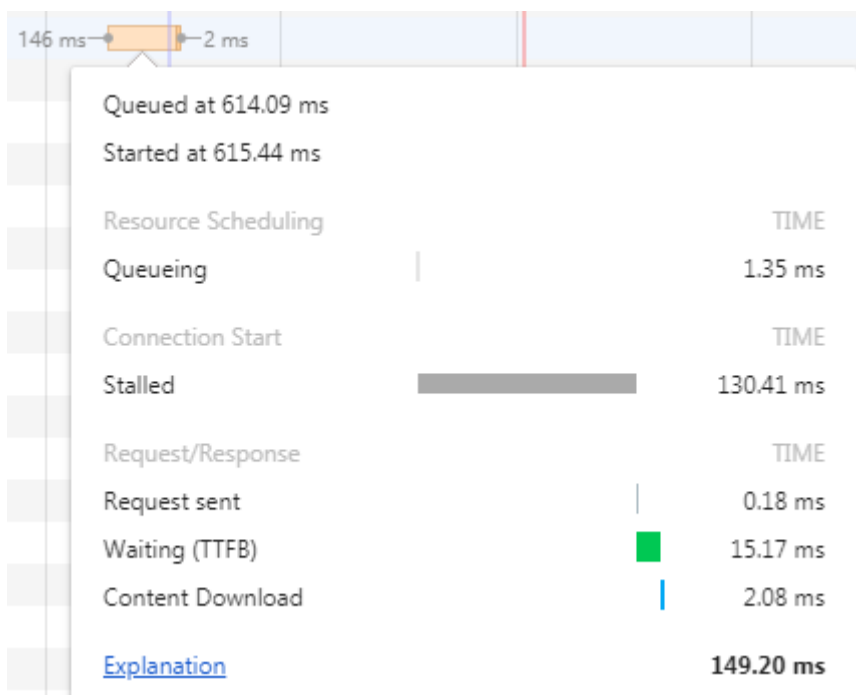 146 ms 2 ms
Queued at 614.09 ms
Started at 615.44 ms
Resource Scheduling TIME
Queueing 1.35 ms
Connection Start TIME
Stalled 130.41 ms
Request/Response TIME
Request sent 0.18 ms
Waiting (TTFB) 15.17 ms
Content Download 2.08 ms
Explanation 149.20 ms